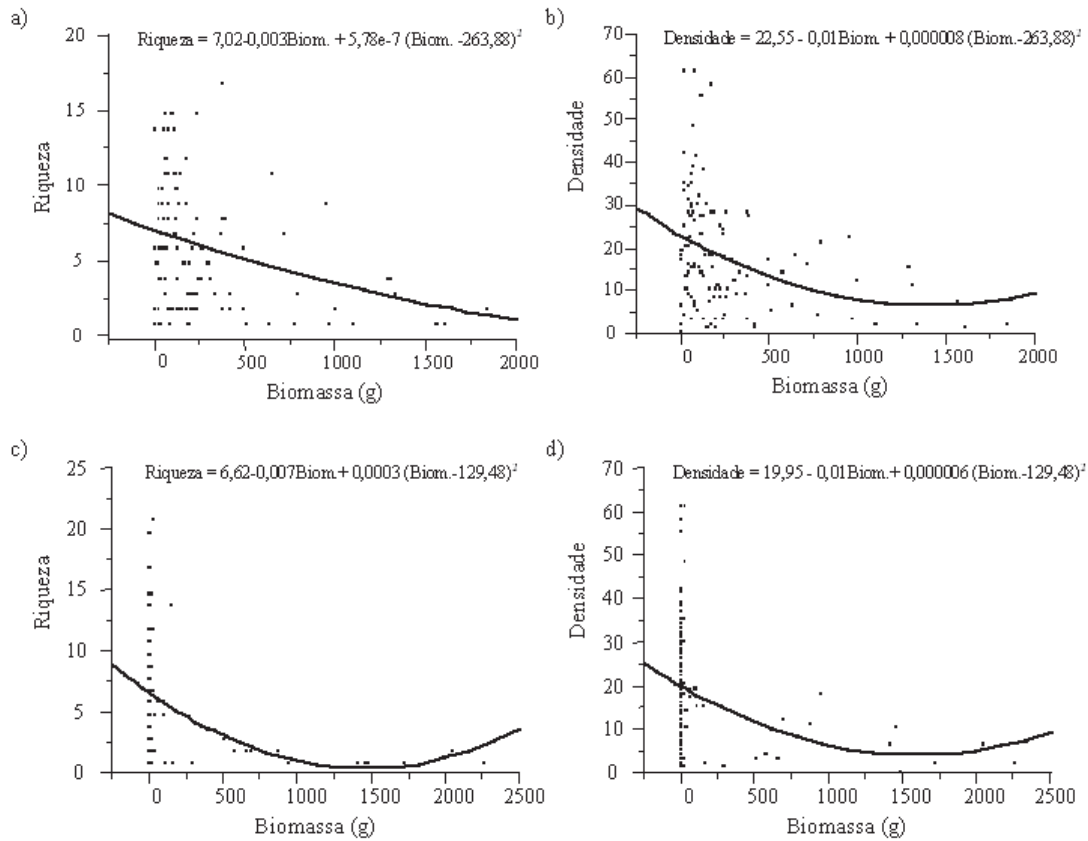 a)
Riqueza = 7,02-0,003Biom. + 5,78e-7 (Biom. -263,88)²
20
15
10
5
0
Riqueza
0 500 1000 1500 2000
Biomassa (g)
b)
Densidade = 22,55 - 0,01Biom. + 0,000008 (Biom.-263,88)²
70
60
50
40
30
20
10
0
Densidade
0 500 1000 1500 2000
Biomassa (g)
c)
Riqueza = 6,62-0,007Biom.+ 0,0003 (Biom.-129,48)²
25
20
15
10
5
0
Riqueza
0 500 1000 1500 2000 2500
Biomassa (g)
d)
Densidade = 19,95 - 0,01Biom. + 0,000006 (Biom.-129,48)²
70
60
50
40
30
20
10
0
Densidade
0 500 1000 1500 2000 2500
Biomassa (g)